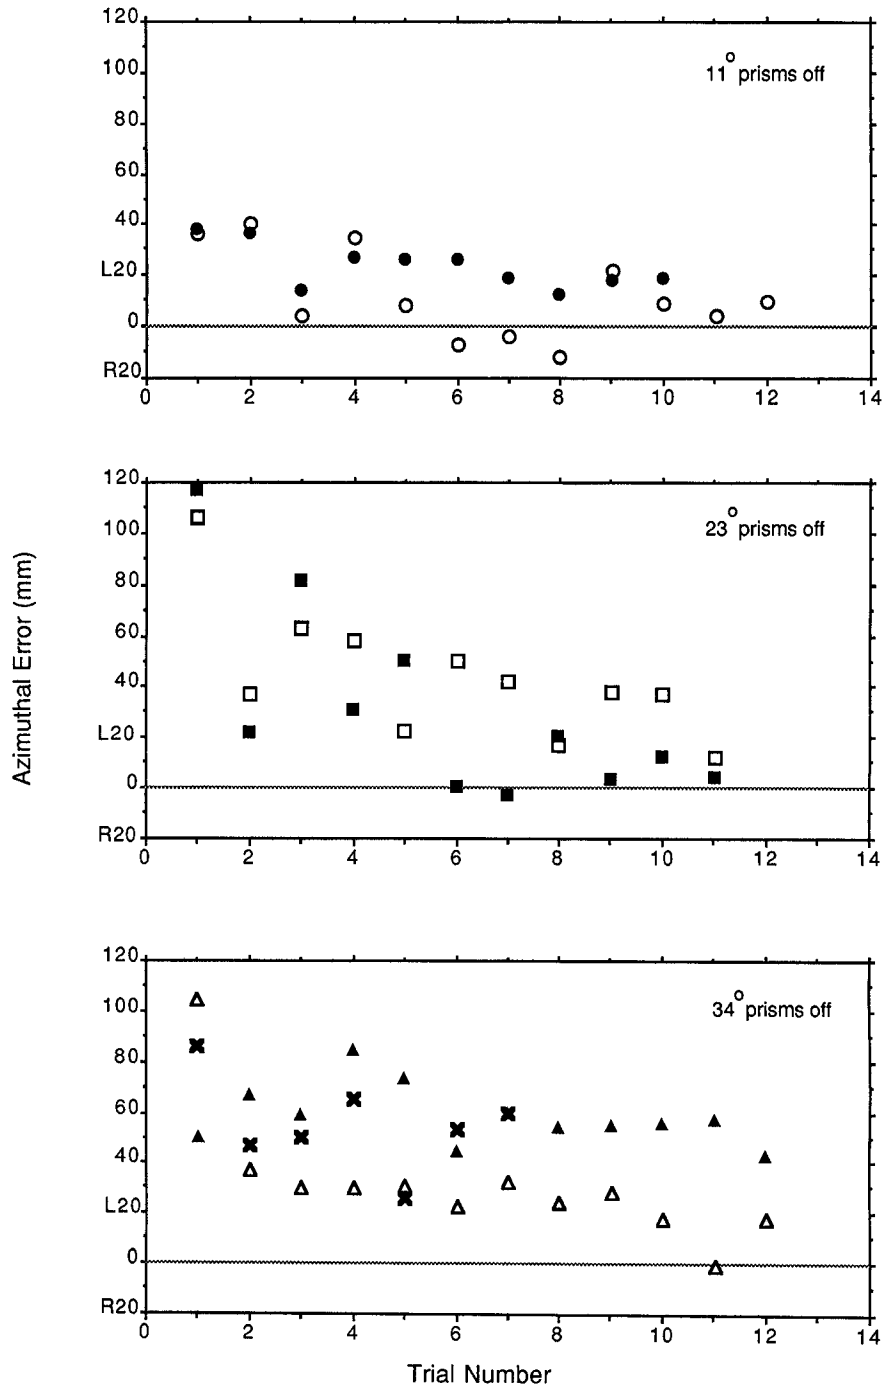 120
100
80
60
40
L20
0
R20
11° prisms off
0 2 4 6 8 10 12 14
120
100
80
60
40
L20
0
R20
23° prisms off
0 2 4 6 8 10 12 14
Azimuthal Error (mm)
120
100
80
60
40
L20
0
R20
34° prisms off
0 2 4 6 8 10 12 14
Trial Number